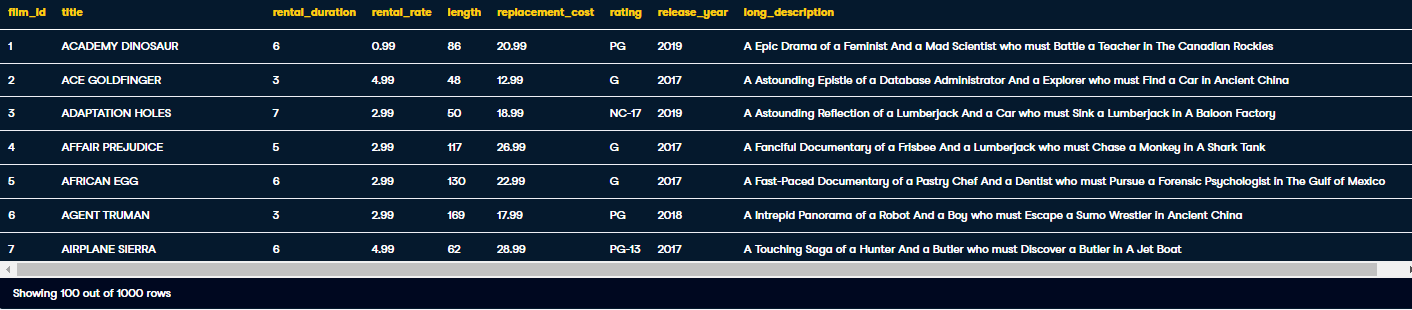 film_id title rental_duration rental_rate length replacement_cost rating release_year long_description
1 ACADEMY DINOSAUR 6 0.99 86 20.99 PG 2019 A Epic Drama of a Feminist And a Mad Scientist who must Battle a Teacher in The Canadian Rockies
2 ACE GOLDFINGER 3 4.99 48 12.99 G 2017 A Astounding Epistle of a Database Administrator And a Explorer who must Find a Car in Ancient China
3 ADAPTATION HOLES 7 2.99 50 18.99 NC-17 2019 A Astounding Reflection of a Lumberjack And a Car who must Sink a Lumberjack in A Baloon Factory
4 AFFAIR PREJUDICE 5 2.99 117 26.99 G 2017 A Fanciful Documentary of a Frisbee And a Lumberjack who must Chase a Monkey in A Shark Tank
5 AFRICAN EGG 6 2.99 130 22.99 G 2017 A Fast-Paced Documentary of a Pastry Chef And a Dentist who must Pursue a Forensic Psychologist in The Gulf of Mexico
6 AGENT TRUMAN 3 2.99 169 17.99 PG 2018 A Intrepid Panorama of a Robot And a Boy who must Escape a Sumo Wrestler in Ancient China
7 AIRPLANE SIERRA 6 4.99 62 28.99 PG-13 2017 A Touching Saga of a Hunter And a Butler who must Discover a Butler in A Jet Boat
Showing 100 out of 1000 rows